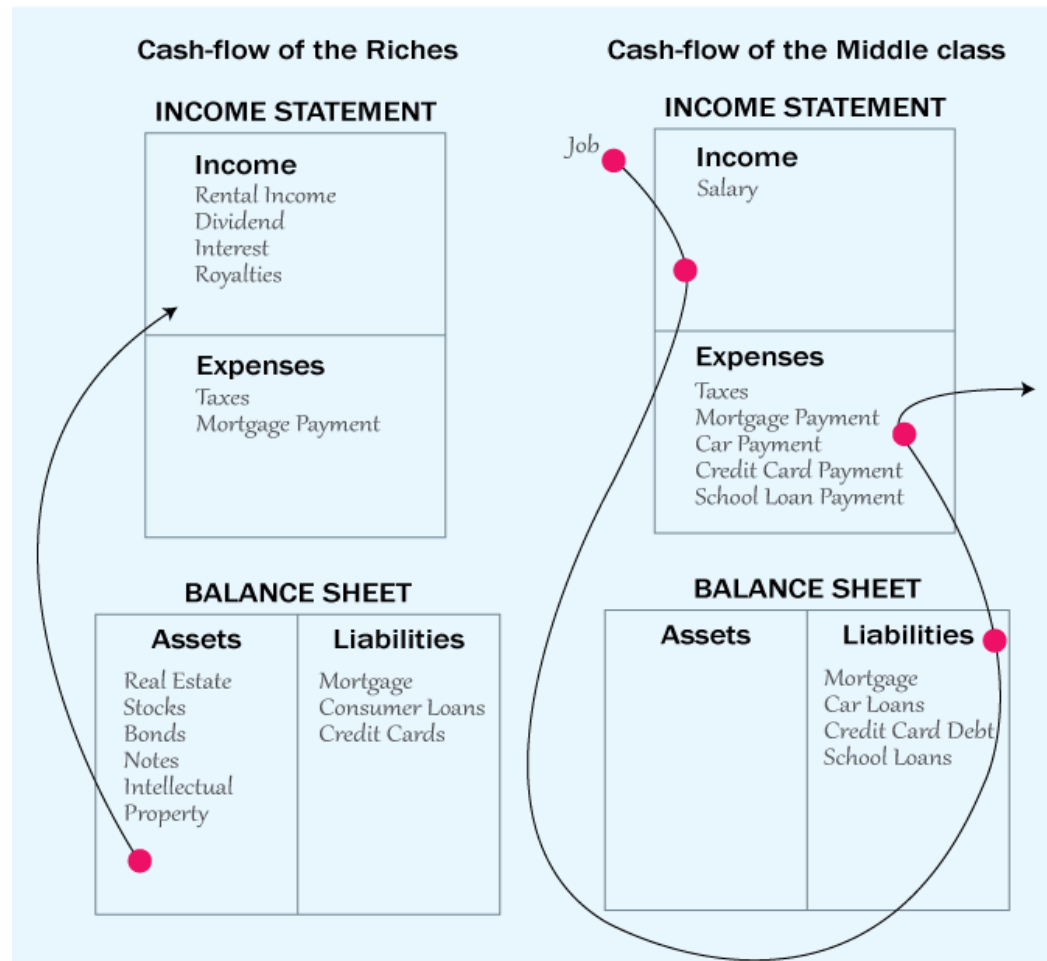 Cash-flow of the Riches
INCOME STATEMENT
Income
Rental Income
Dividend
Interest
Royalties
Expenses
Taxes
Mortgage Payment
BALANCE SHEET
Assets
Real Estate
Stocks
Bonds
Notes
Intellectual
Property
Liabilities
Mortgage
Consumer Loans
Credit Cards
Cash-flow of the Middle class
INCOME STATEMENT
Job
Income
Salary
Expenses
Taxes
Mortgage Payment
Car Payment
Credit Card Payment
School Loan Payment
BALANCE SHEET
Assets
Liabilities
Mortgage
Car Loans
Credit Card Debt
School Loans